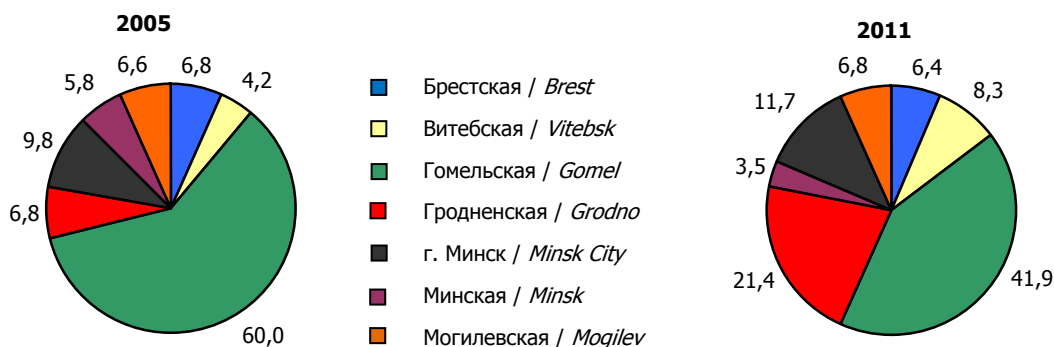 2005
6,6
6,8
4,2
5,8
9,8
6,8
60,0
Брестская / Brest
Витебская / Vitebsk
Гомельская / Gomel
Гродненская / Grodno
г. Минск / Minsk City
Минская / Minsk
Могилевская / Mogilev
2011
6,8
6,4
8,3
11,7
3,5
21,4
41,9